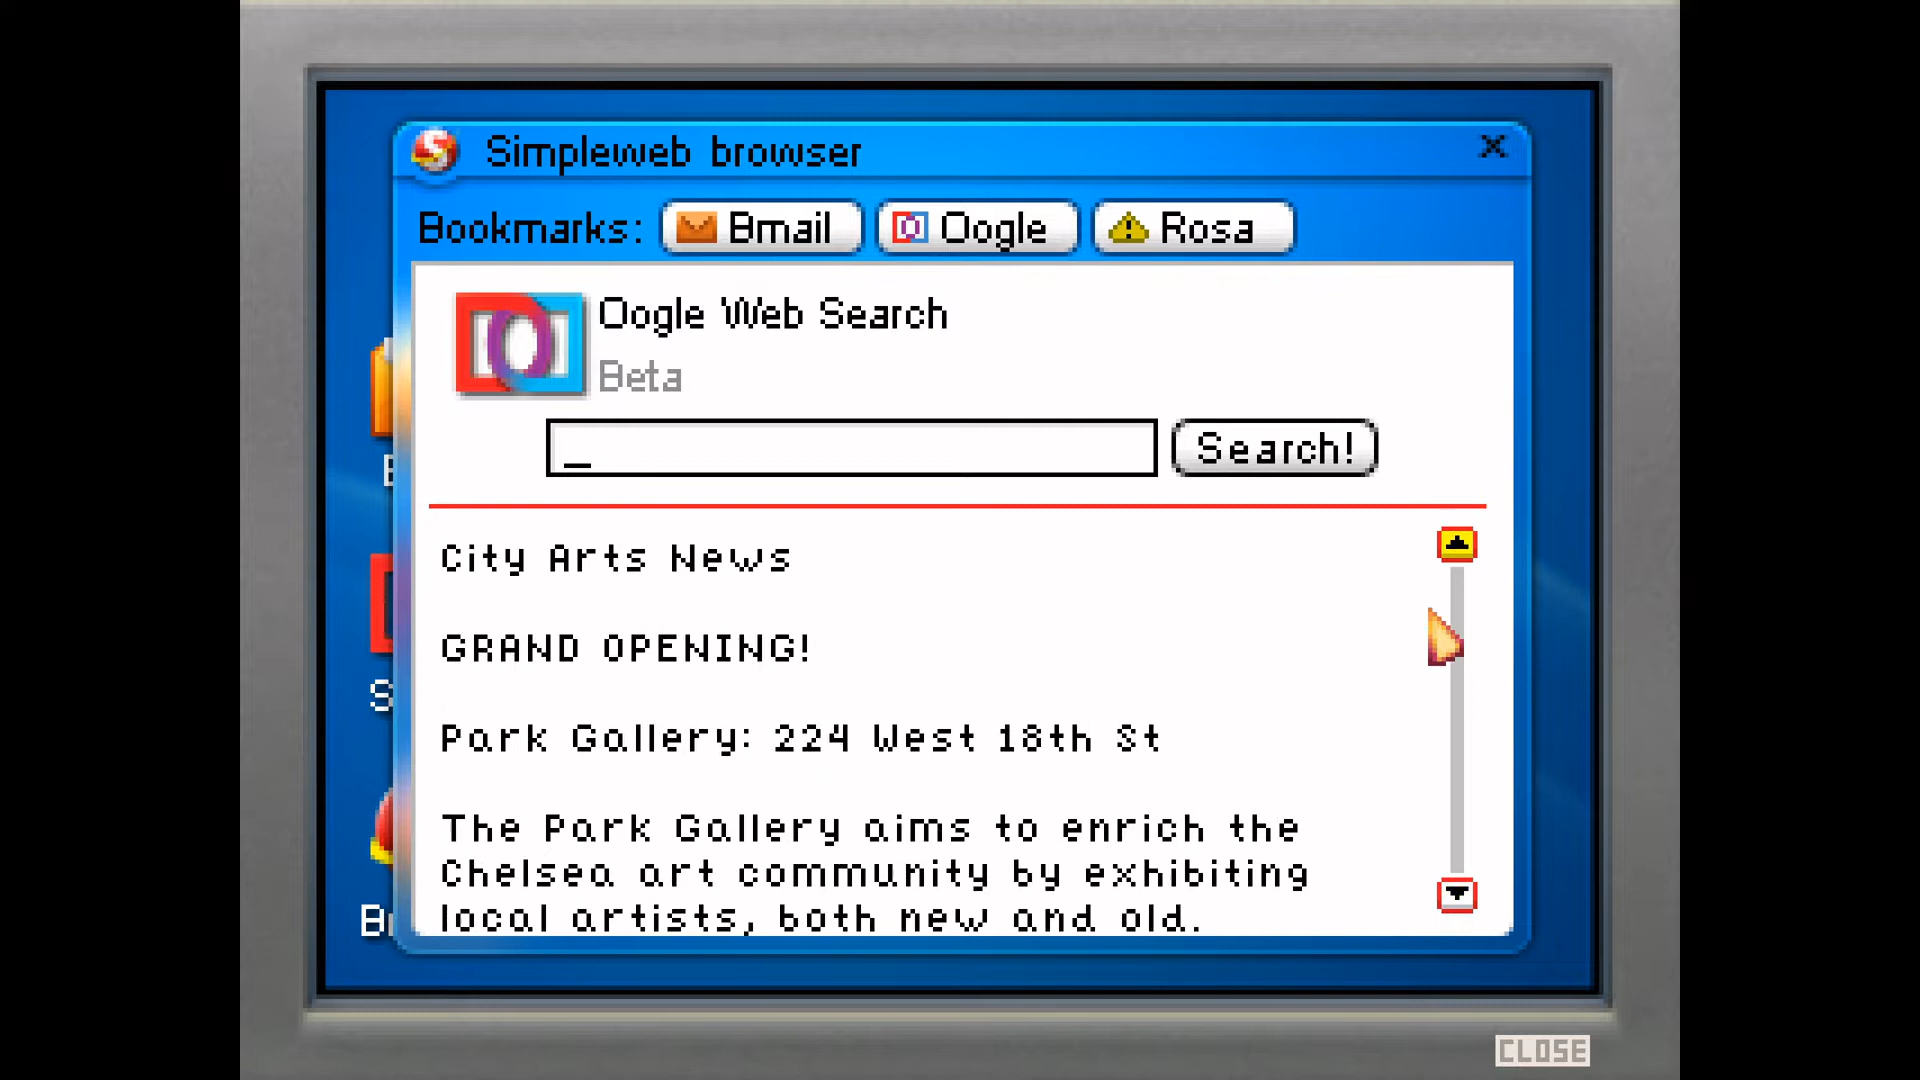 Simpleweb browser
Bookmarks: Bmail Oogle Rosa
Oogle Web Search
Beta
_ Search!
City Arts News
GRAND OPENING!
Park Gallery: 224 West 18th St
The Park Gallery aims to enrich the
Chelsea art community by exhibiting
local artists, both new and old.
CLOSE